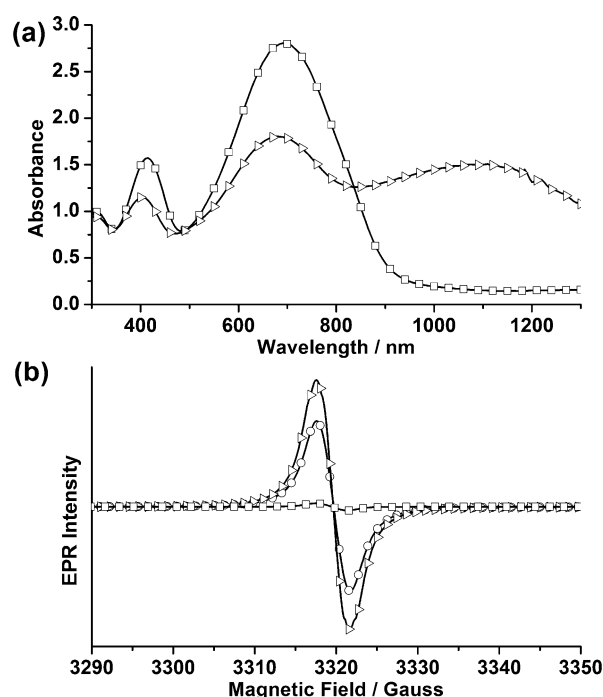 (a)
3.0
2.5
2.0
1.5
1.0
0.5
0.0
Absorbance
400 600 800 1000 1200
Wavelength / nm
(b)
EPR Intensity
3290 3300 3310 3320 3330 3340 3350
Magnetic Field / Gauss